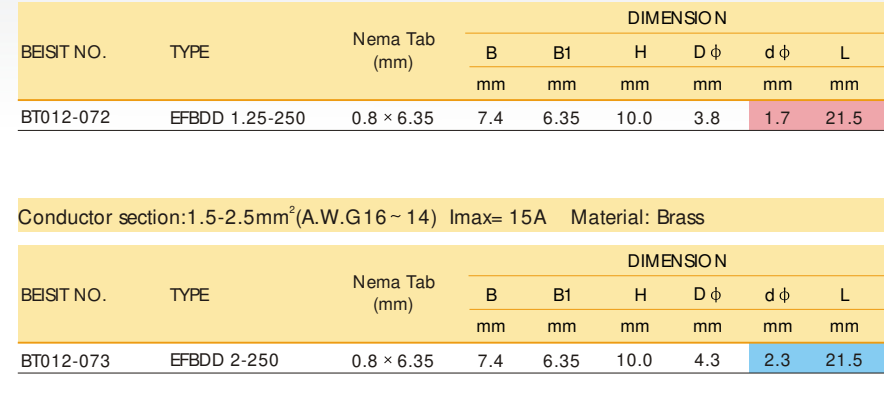 DIMENSION
BEISIT NO. TYPE Nema Tab (mm) B B1 H D ϕ d ϕ L
mm mm mm mm mm mm
BT012-072 EFBDD 1.25-250 0.8 × 6.35 7.4 6.35 10.0 3.8 1.7 21.5
Conductor section:1.5-2.5mm²(A.W.G16~14) Imax= 15A Material: Brass
DIMENSION
BEISIT NO. TYPE Nema Tab (mm) B B1 H D ϕ d ϕ L
mm mm mm mm mm mm
BT012-073 EFBDD 2-250 0.8 × 6.35 7.4 6.35 10.0 4.3 2.3 21.5